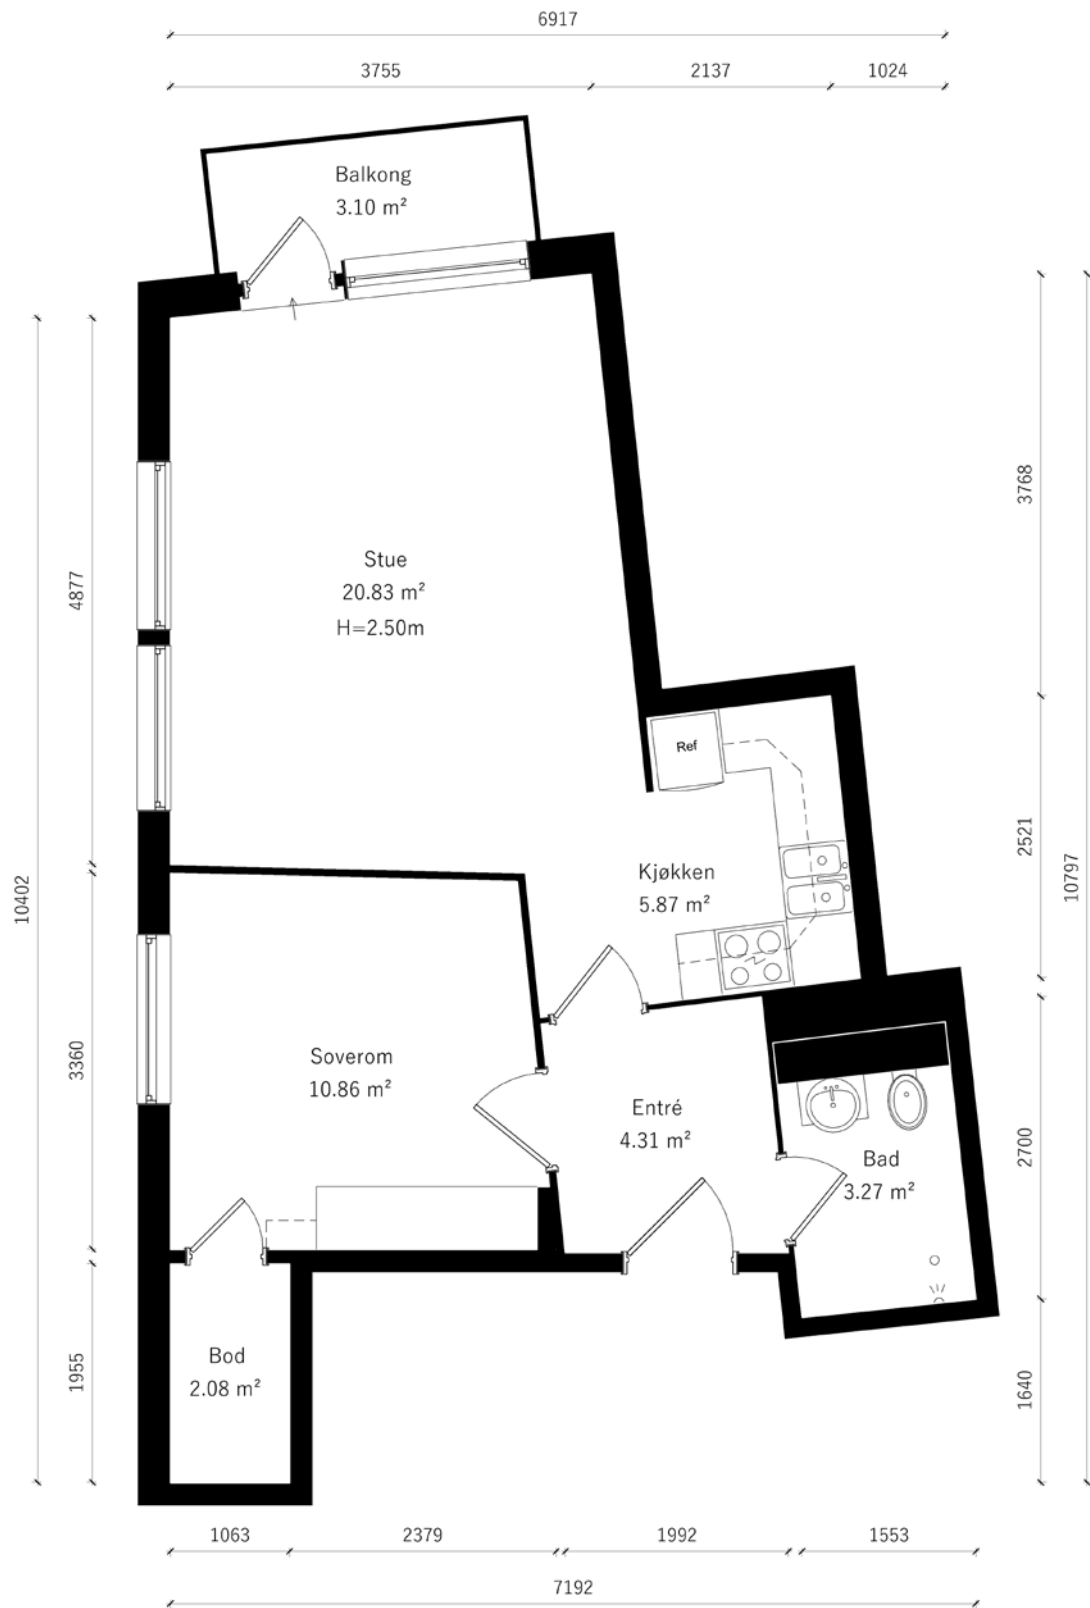 6917
3755
2137
1024
Balkong
3.10 m²
Stue
20.83 m²
H=2.50m
Ref
Kjøkken
5.87 m²
Soverom
10.86 m²
Entré
4.31 m²
Bad
3.27 m²
Bod
2.08 m²
10402
4877
3360
1955
3768
2521
2700
1640
10797
1063
2379
1992
1553
7192